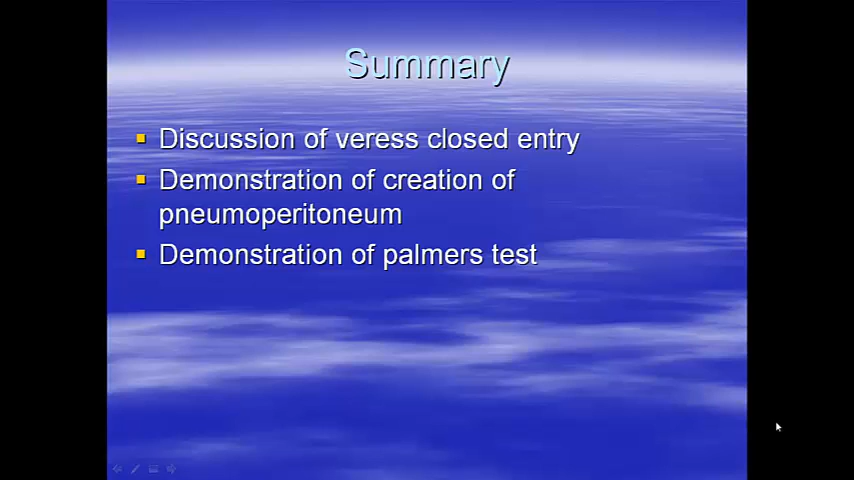 Summary
Discussion of veress closed entry
Demonstration of creation of
pneumoperitoneum
Demonstration of palmers test